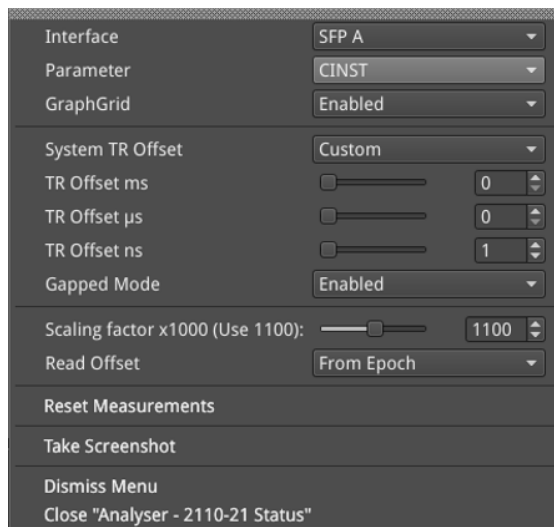 Interface SFP A
Parameter CINST
GraphGrid Enabled
System TR Offset Custom
TR Offset ms 0
TR Offset µs 0
TR Offset ns 1
Gapped Mode Enabled
Scaling factor x1000 (Use 1100): 1100
Read Offset From Epoch
Reset Measurements
Take Screenshot
Dismiss Menu
Close "Analyser - 2110-21 Status"